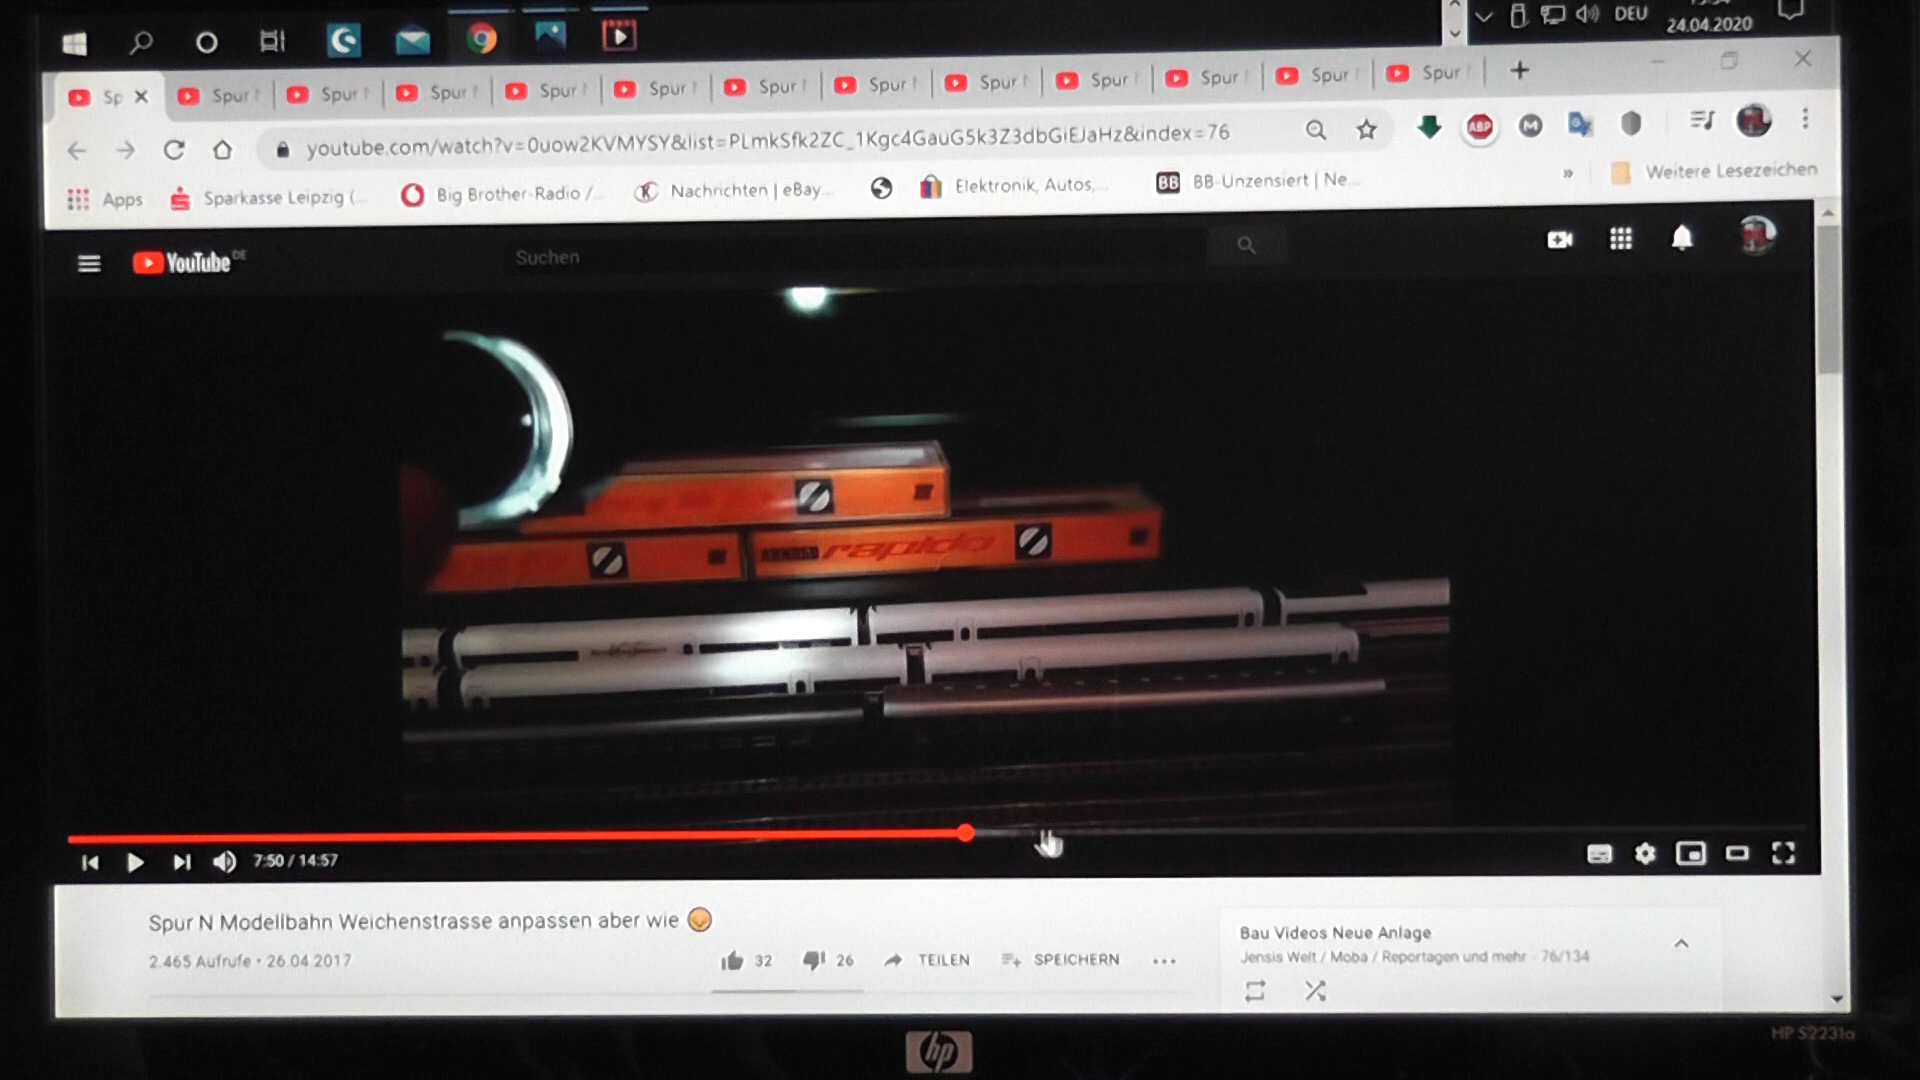 DEU
24.04.2020
Sp
Spur
Spur
Spur
Spur
Spur
Spur
Spur
Spur
Spur
Spur
Spur
Spur
youtube.com/watch?v=0uow2KVMYSY&list=PLmkSfk2ZC_1Kgc4GauG5k3Z3dbGiEJaHz&index=76
ABP
M
Apps
Sparkasse Leipzig (...
Big Brother-Radio /...
Nachrichten | eBay...
Elektronik, Autos,...
BB
BB-Unzensiert | Ne...
»
Weitere Lesezeichen
YouTube DE
Suchen
ARNOLD rapido
7:50 / 14:57
Spur N Modellbahn Weichenstrasse anpassen aber wie
2.465 Aufrufe • 26.04.2017
32
26
TEILEN
SPEICHERN
Bau Videos Neue Anlage
Jensis Welt / Moba / Reportagen und mehr - 76/134
hp
HP S2231a